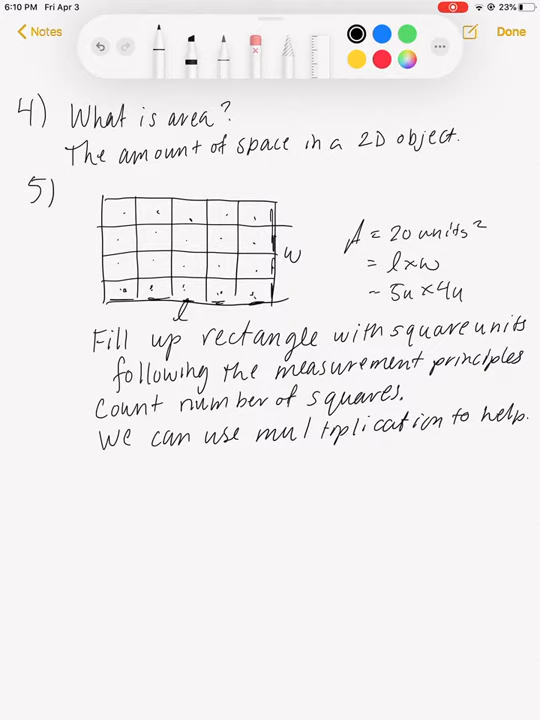 6:10 PM Fri Apr 3
23%
Notes
Done
4) What is area?
The amount of space in a 2D object.
5)
w
l
A = 20 units²
= l x w
= 5u x 4u
Fill up rectangle with square units
following the measurement principles
Count number of squares.
We can use multiplication to help.